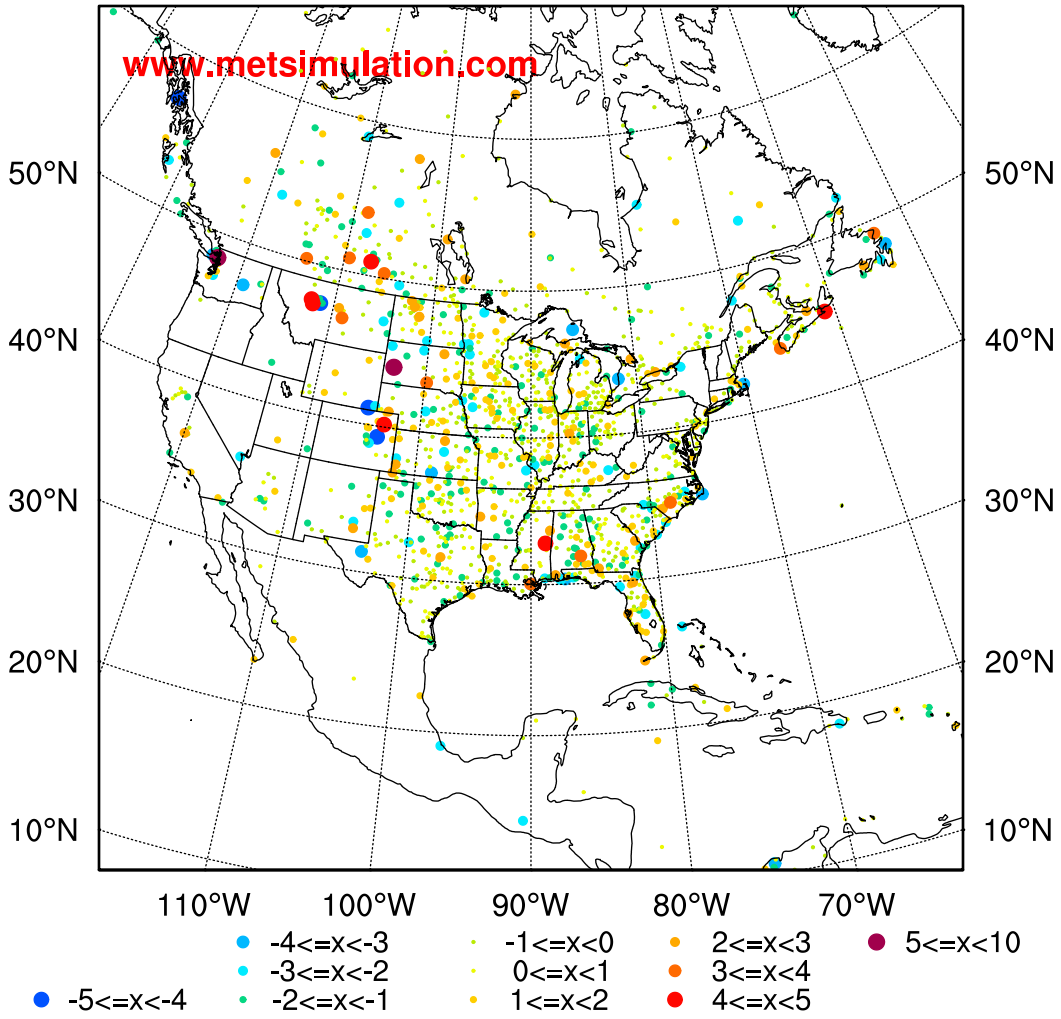 www.metsimulation.com
50°N 50°N
40°N 40°N
30°N 30°N
20°N 20°N
10°N 10°N
110°W 100°W 90°W 80°W 70°W
-4<=x<-3 -1<=x<0 2<=x<3 5<=x<10
-3<=x<-2 0<=x<1 3<=x<4
-5<=x<-4 -2<=x<-1 1<=x<2 4<=x<5